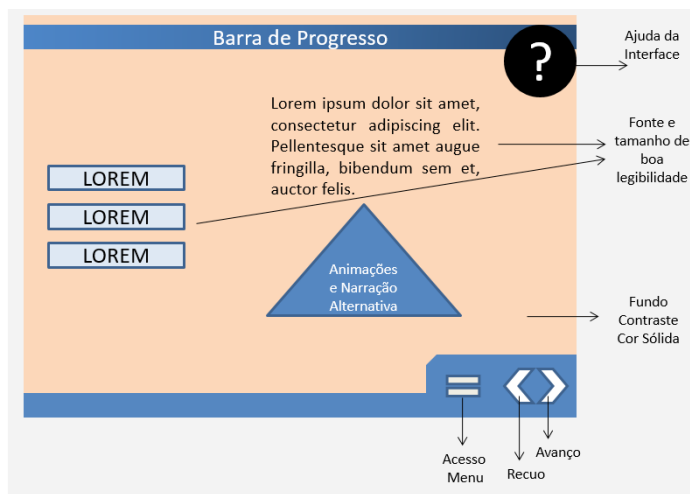 Barra de Progresso
?
Ajuda da
Interface
Lorem ipsum dolor sit amet,
consectetur adipiscing elit.
Pellentesque sit amet augue
fringilla, bibendum sem et,
auctor felis.
Fonte e
tamanho de
boa
legibilidade
LOREM
LOREM
LOREM
Animações
e Narração
Alternativa
Fundo
Contraste
Cor Sólida
Acesso
Menu
Recuo
Avanço